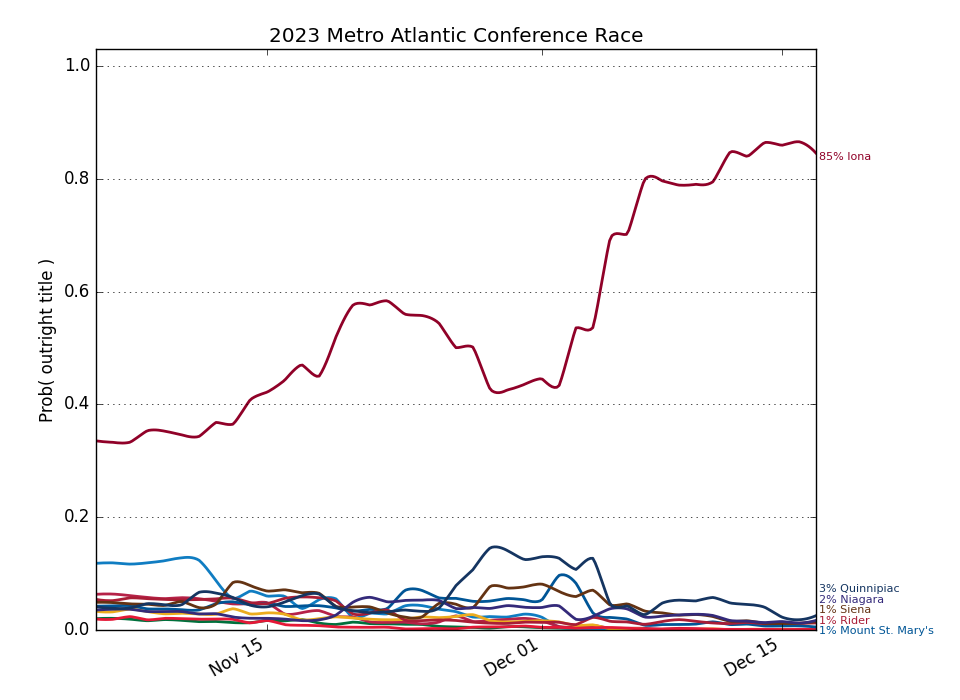 2023 Metro Atlantic Conference Race
Prob( outright title )
1.0
0.8
0.6
0.4
0.2
0.0
Nov 15
Dec 01
Dec 15
85% Iona
3% Quinnipiac
2% Niagara
1% Siena
1% Rider
1% Mount St. Mary's